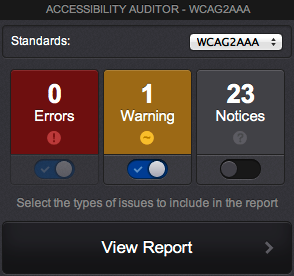 ACCESSIBILITY AUDITOR - WCAG2AAA
Standards: WCAG2AAA
0 1 23
Errors Warning Notices
! ~ ?
Select the types of issues to include in the report
View Report